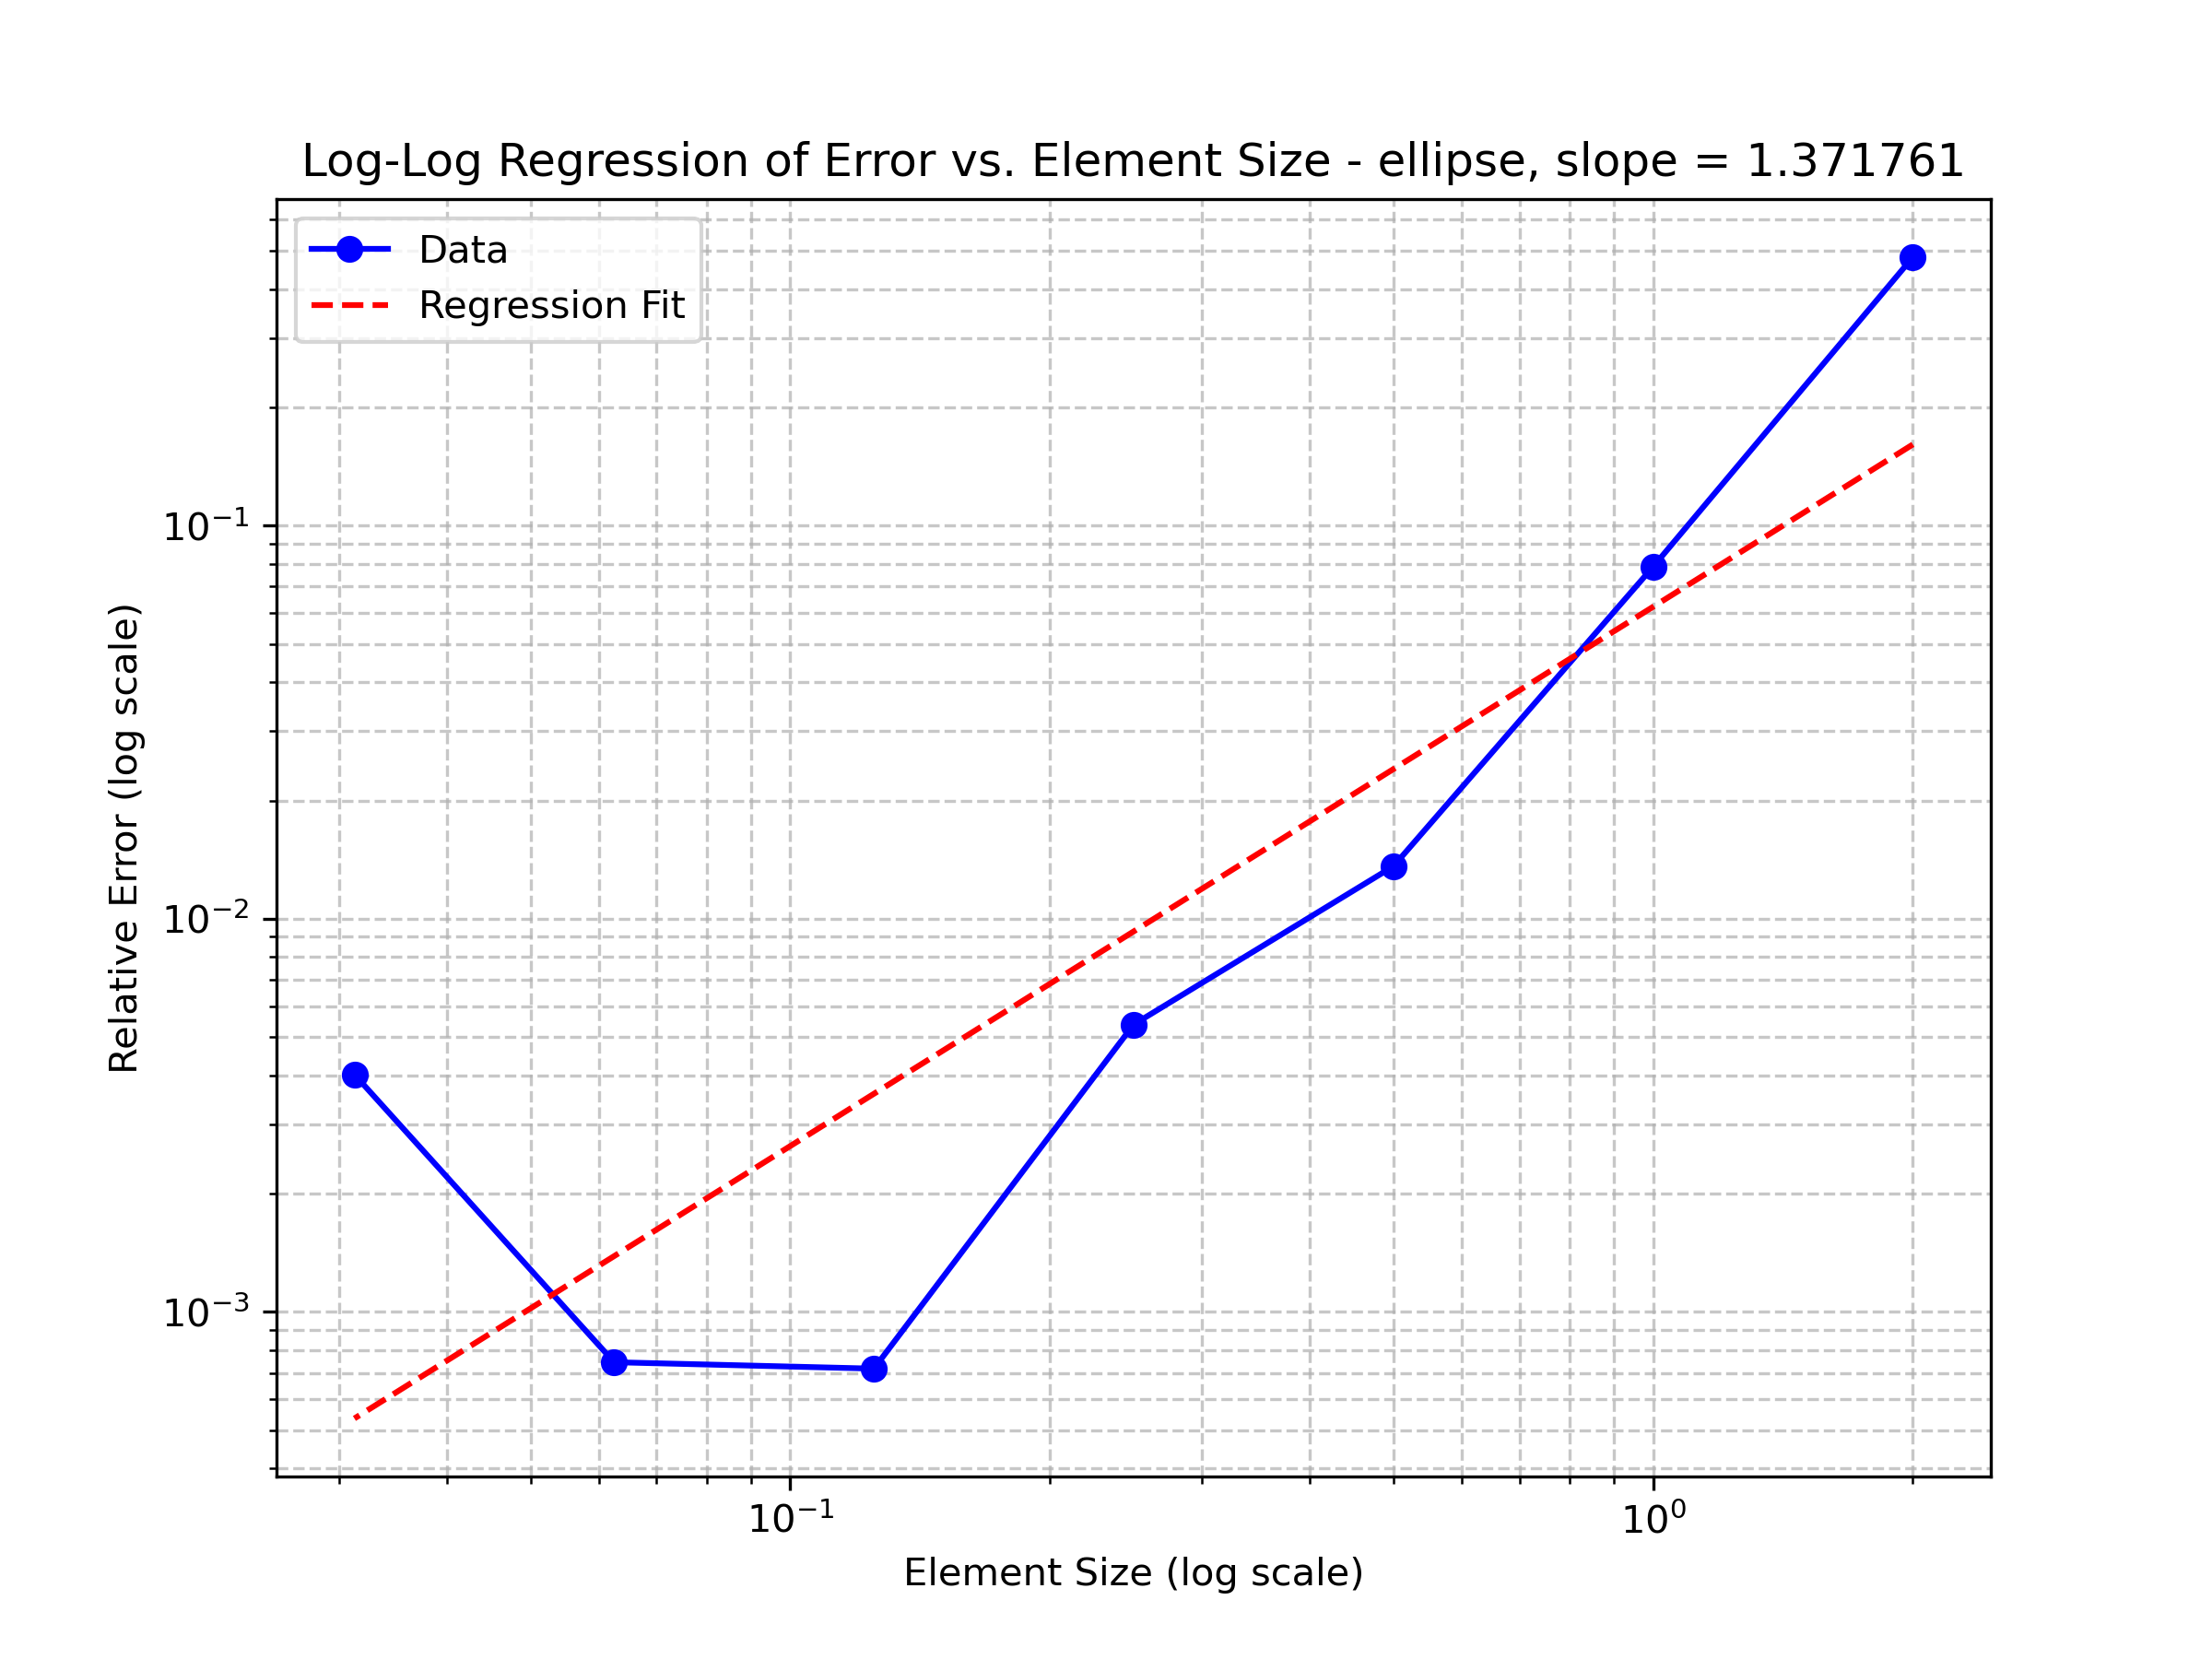 Log-Log Regression of Error vs. Element Size - ellipse, slope = 1.371761
Data
Regression Fit
Relative Error (log scale)
10⁻¹
10⁻²
10⁻³
10⁻¹
10⁰
Element Size (log scale)